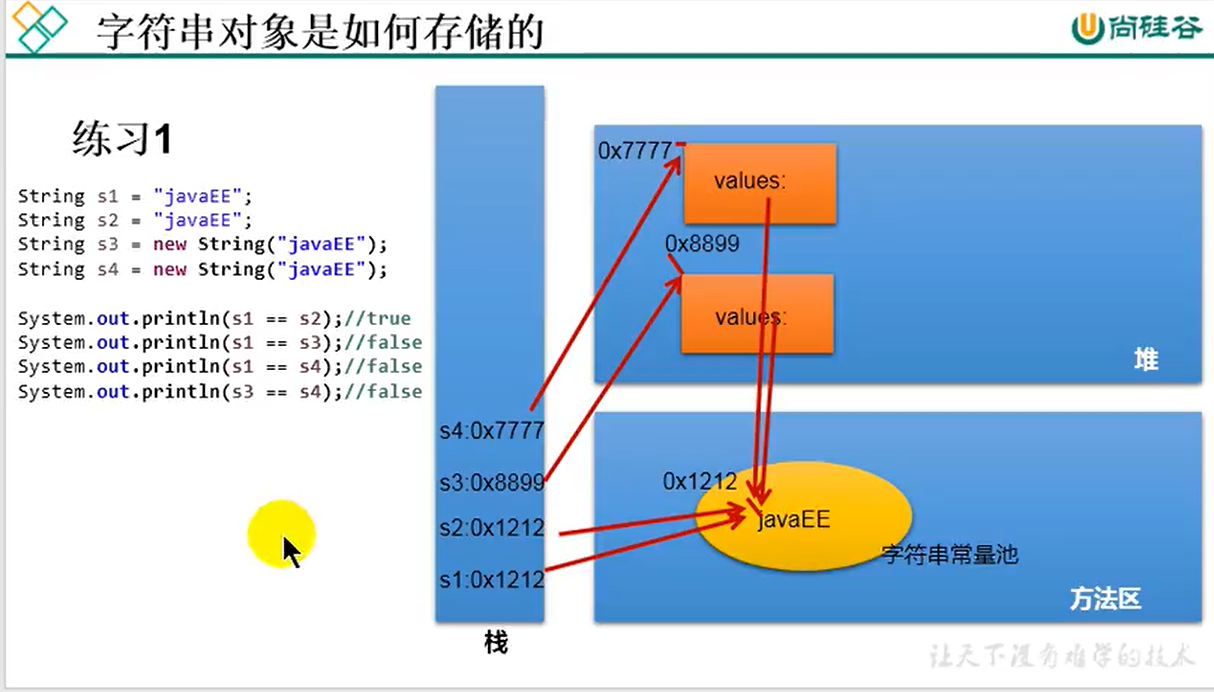 字符串对象是如何存储的
尚硅谷
练习1
String s1 = "javaEE";
String s2 = "javaEE";
String s3 = new String("javaEE");
String s4 = new String("javaEE");
System.out.println(s1 == s2);//true
System.out.println(s1 == s3);//false
System.out.println(s1 == s4);//false
System.out.println(s3 == s4);//false
s4:0x7777
s3:0x8899
s2:0x1212
s1:0x1212
栈
0x7777
values:
0x8899
values:
堆
0x1212
javaEE
字符串常量池
方法区
让天下没有难学的技术